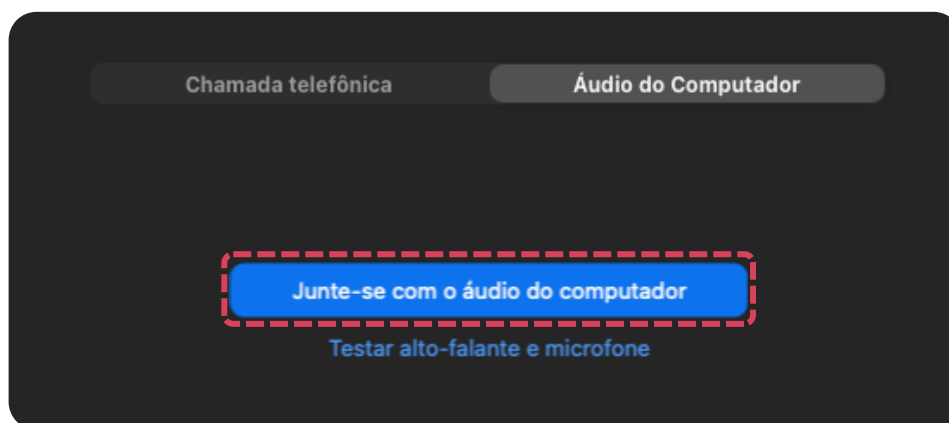 Chamada telefônica
Áudio do Computador
Junte-se com o áudio do computador
Testar alto-falante e microfone